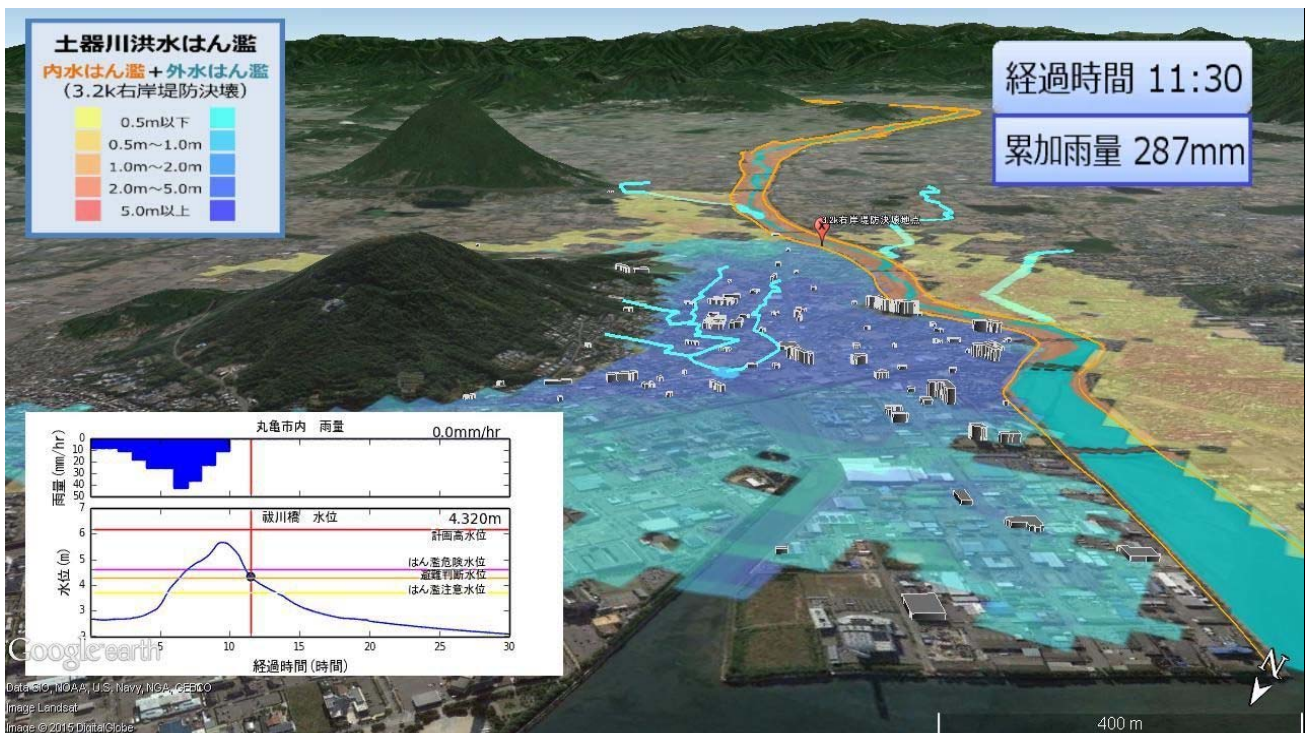 土器川洪水はん濫
内水はん濫+外水はん濫
(3.2k右岸堤防決壊)
0.5m以下
0.5m～1.0m
1.0m～2.0m
2.0m～5.0m
5.0m以上
経過時間 11:30
累加雨量 287mm
3.2k右岸堤防決壊地点
丸亀市内 雨量
0.0mm/hr
雨量(mm/hr)
0
10
20
30
40
50
祓川橋 水位
4.320m
計画高水位
はん濫危険水位
避難判断水位
はん濫注意水位
水位(m)
7
6
5
4
3
2
5
10
15
20
25
30
経過時間(時間)
Google earth
Data SIO, NOAA, U.S. Navy, NGA, GEBCO
Image Landsat
Image © 2015 DigitalGlobe
N
400 m